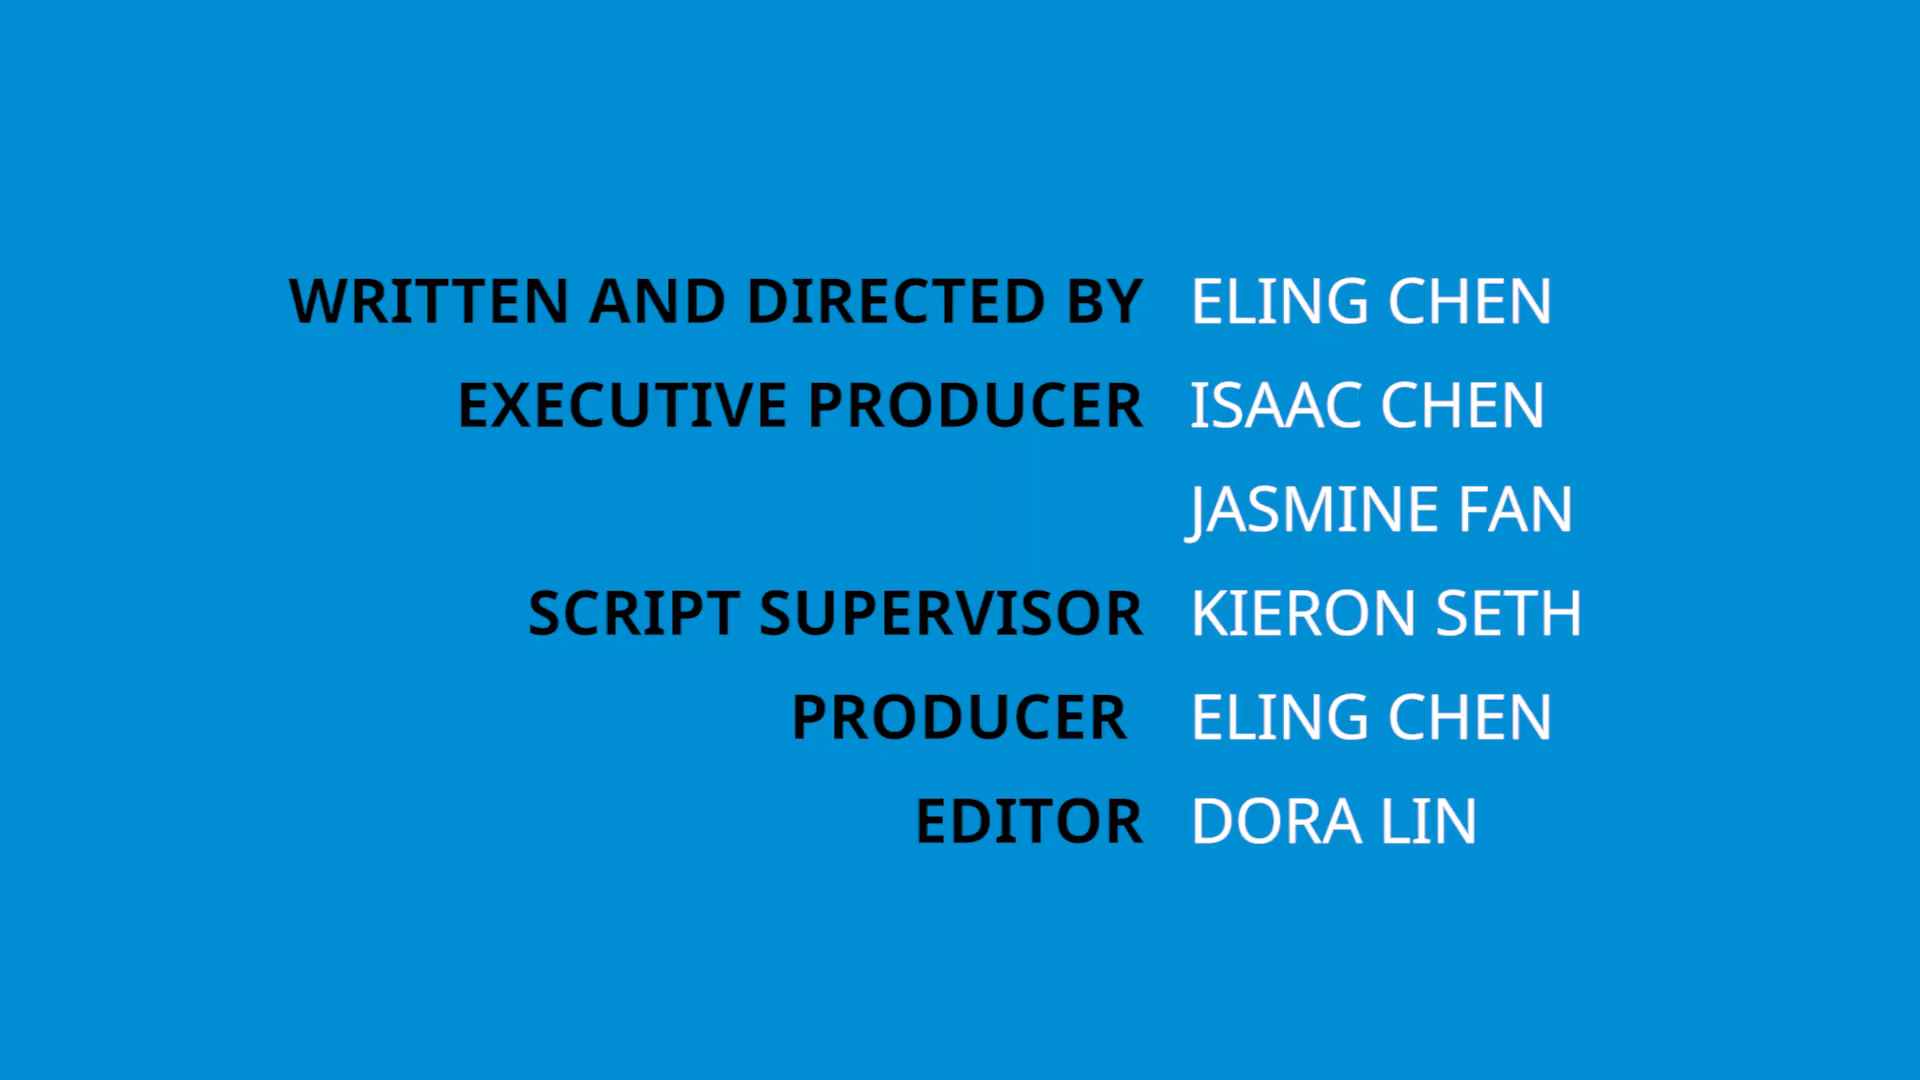 WRITTEN AND DIRECTED BY ELING CHEN
EXECUTIVE PRODUCER ISAAC CHEN
JASMINE FAN
SCRIPT SUPERVISOR KIERON SETH
PRODUCER ELING CHEN
EDITOR DORA LIN